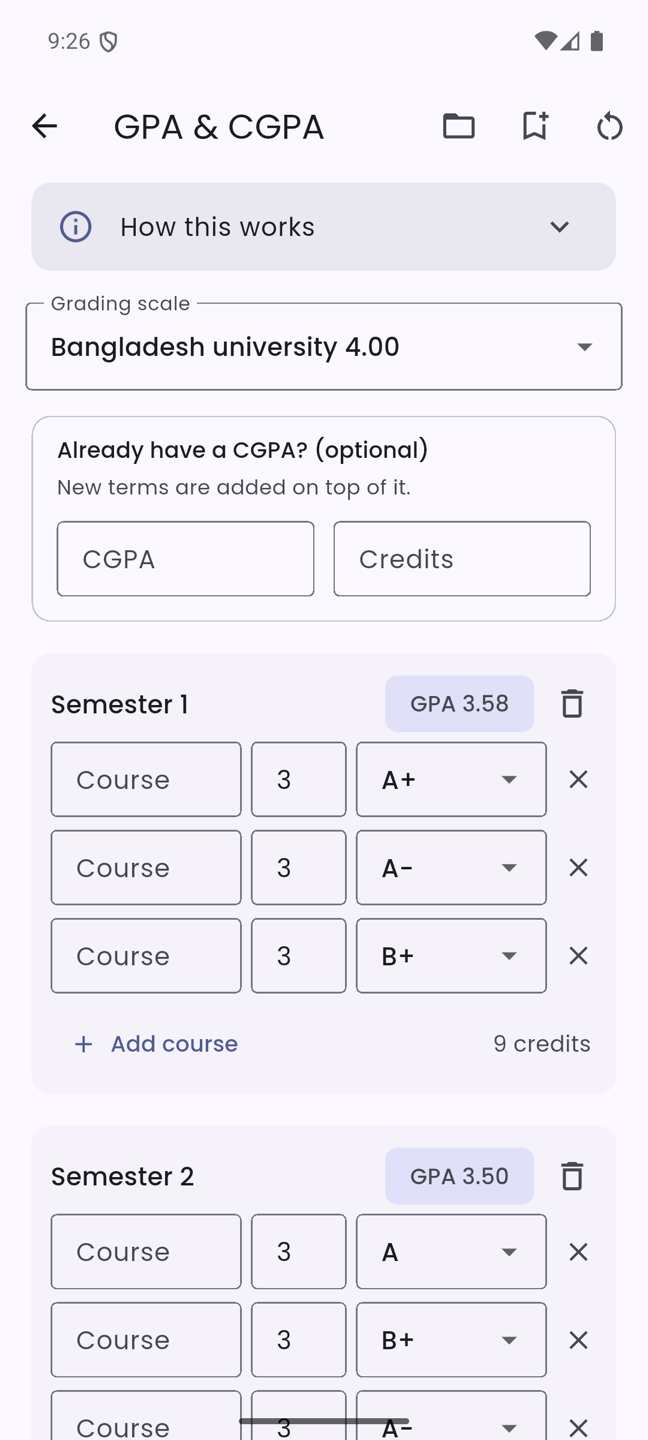 9:26
GPA & CGPA
How this works
Grading scale
Bangladesh university 4.00
Already have a CGPA? (optional)
New terms are added on top of it.
CGPA Credits
Semester 1 GPA 3.58
Course 3 A+
Course 3 A-
Course 3 B+
+ Add course 9 credits
Semester 2 GPA 3.50
Course 3 A
Course 3 B+
Course 3 A-